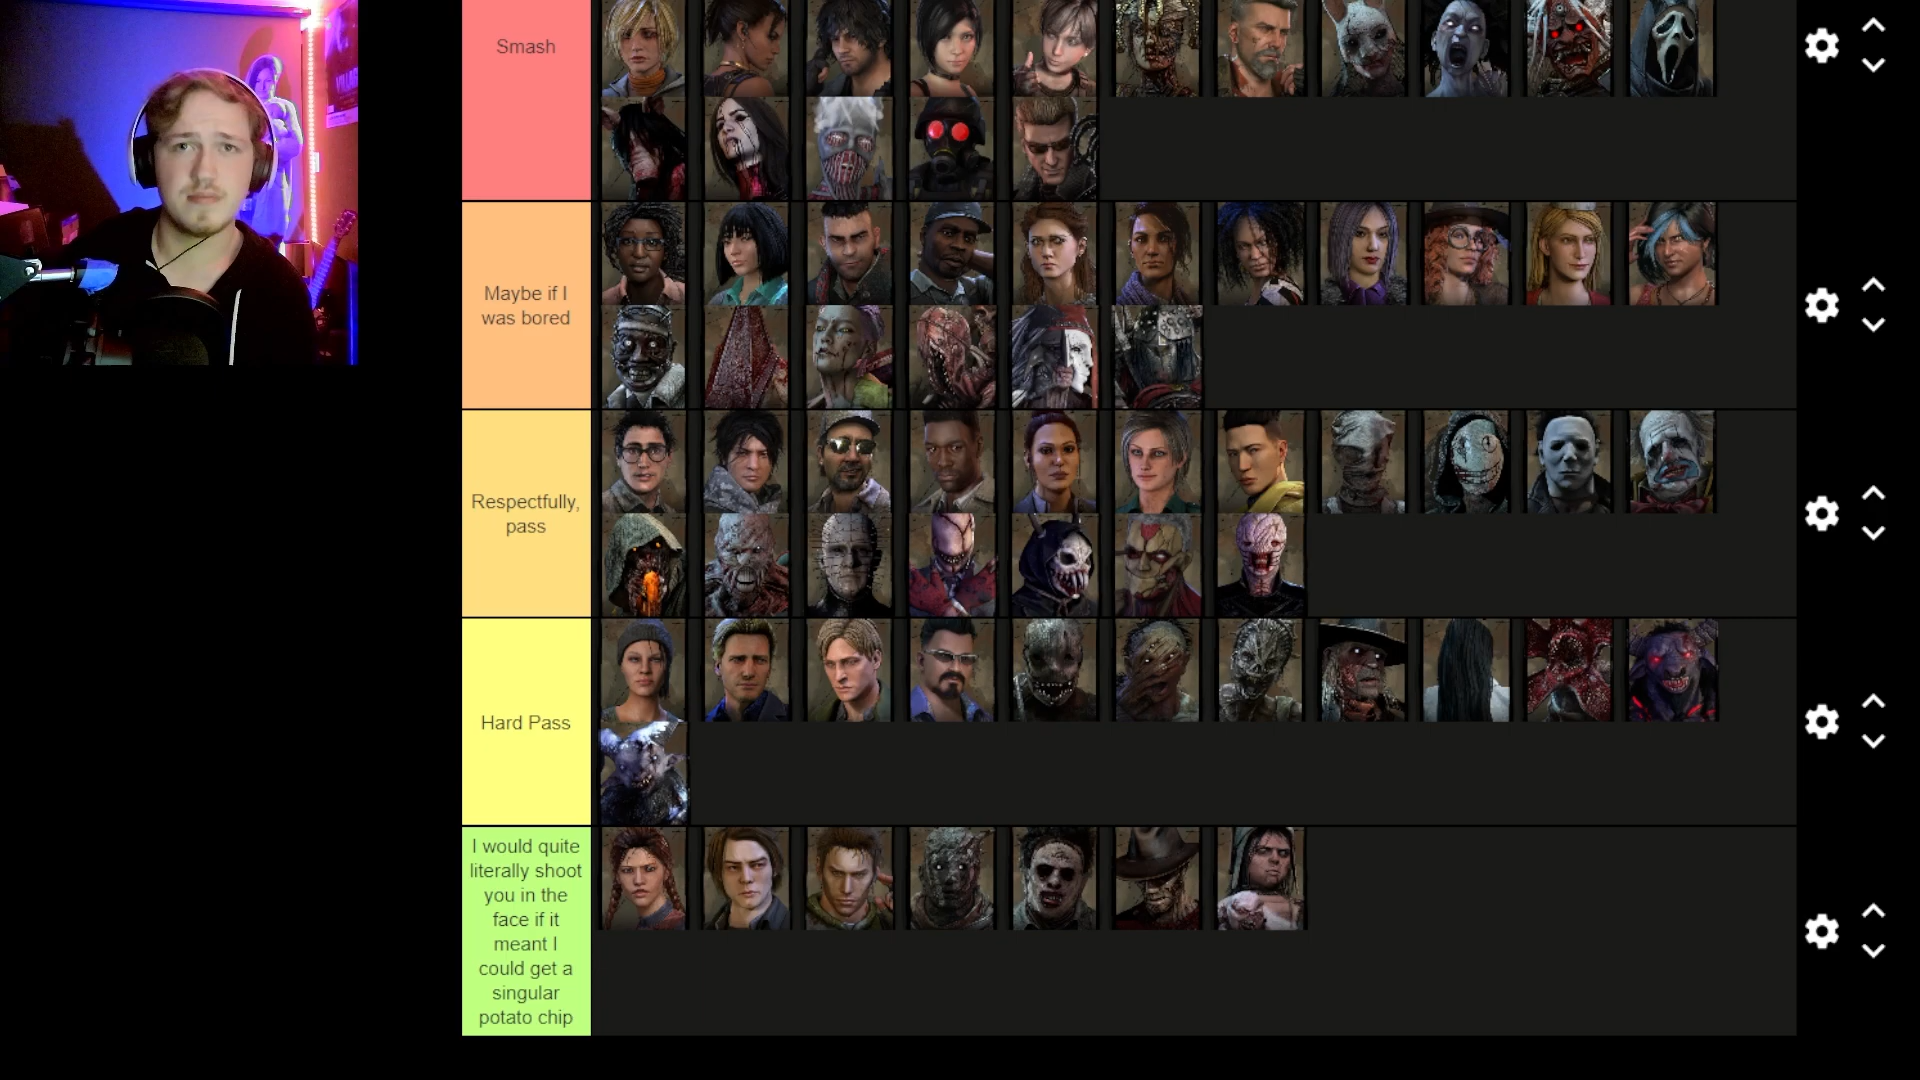 Smash
Maybe if I
was bored
Respectfully,
pass
Hard Pass
I would quite
literally shoot
you in the
face if it
meant I
could get a
singular
potato chip